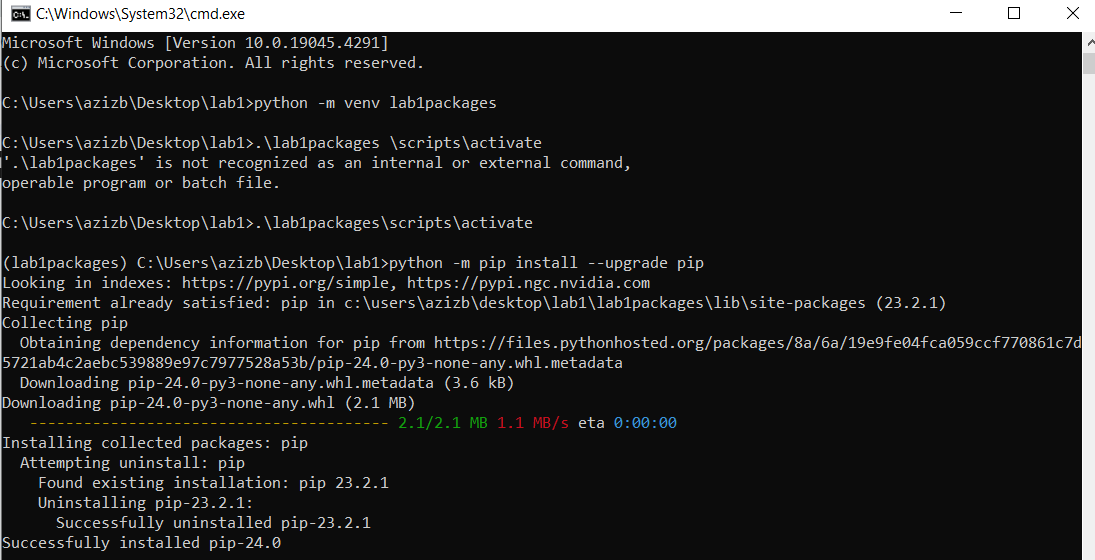 C:\Windows\System32\cmd.exe
Microsoft Windows [Version 10.0.19045.4291]
(c) Microsoft Corporation. All rights reserved.
C:\Users\azizb\Desktop\lab1>python -m venv lab1packages
C:\Users\azizb\Desktop\lab1>.\lab1packages \scripts\activate
'.\lab1packages' is not recognized as an internal or external command,
operable program or batch file.
C:\Users\azizb\Desktop\lab1>.\lab1packages\scripts\activate
(lab1packages) C:\Users\azizb\Desktop\lab1>python -m pip install --upgrade pip
Looking in indexes: https://pypi.org/simple, https://pypi.ngc.nvidia.com
Requirement already satisfied: pip in c:\users\azizb\desktop\lab1\lab1packages\lib\site-packages (23.2.1)
Collecting pip
  Obtaining dependency information for pip from https://files.pythonhosted.org/packages/8a/6a/19e9fe04fca059ccf770861c7d
5721ab4c2aebc539889e97c7977528a53b/pip-24.0-py3-none-any.whl.metadata
  Downloading pip-24.0-py3-none-any.whl.metadata (3.6 kB)
Downloading pip-24.0-py3-none-any.whl (2.1 MB)
   ---------------------------------------- 2.1/2.1 MB 1.1 MB/s eta 0:00:00
Installing collected packages: pip
  Attempting uninstall: pip
    Found existing installation: pip 23.2.1
    Uninstalling pip-23.2.1:
      Successfully uninstalled pip-23.2.1
Successfully installed pip-24.0